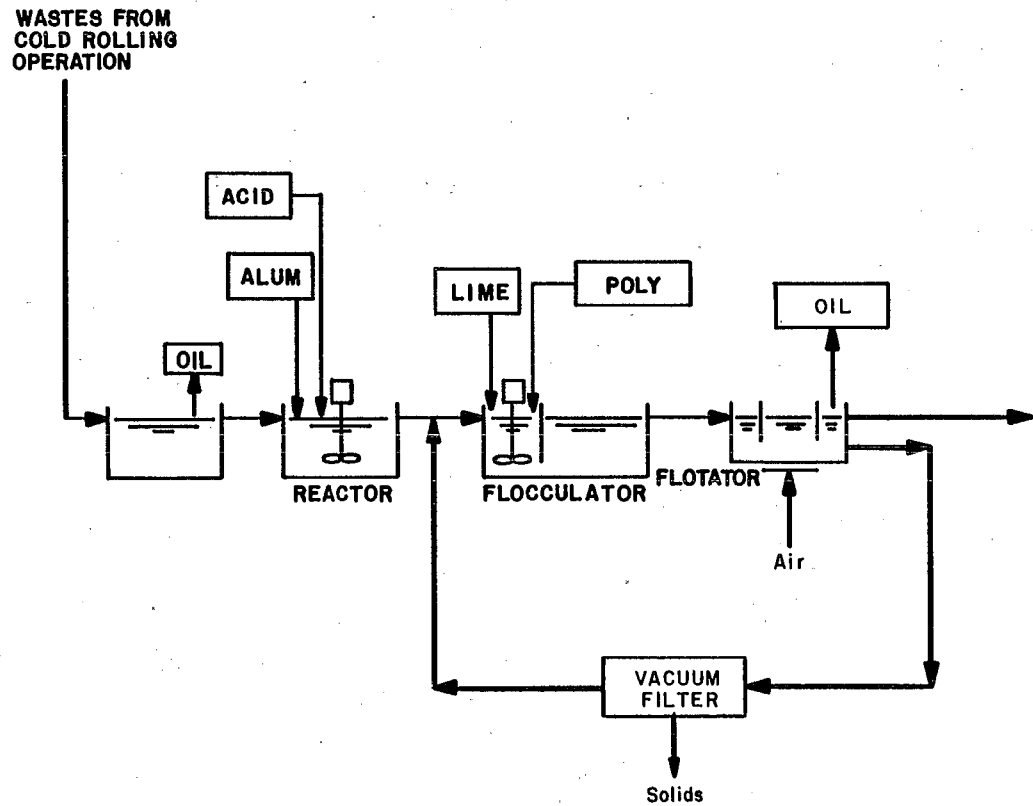 WASTES FROM
COLD ROLLING
OPERATION
ACID
ALUM
LIME
POLY
OIL
OIL
REACTOR
FLOCCULATOR
FLOTATOR
Air
VACUUM
FILTER
Solids